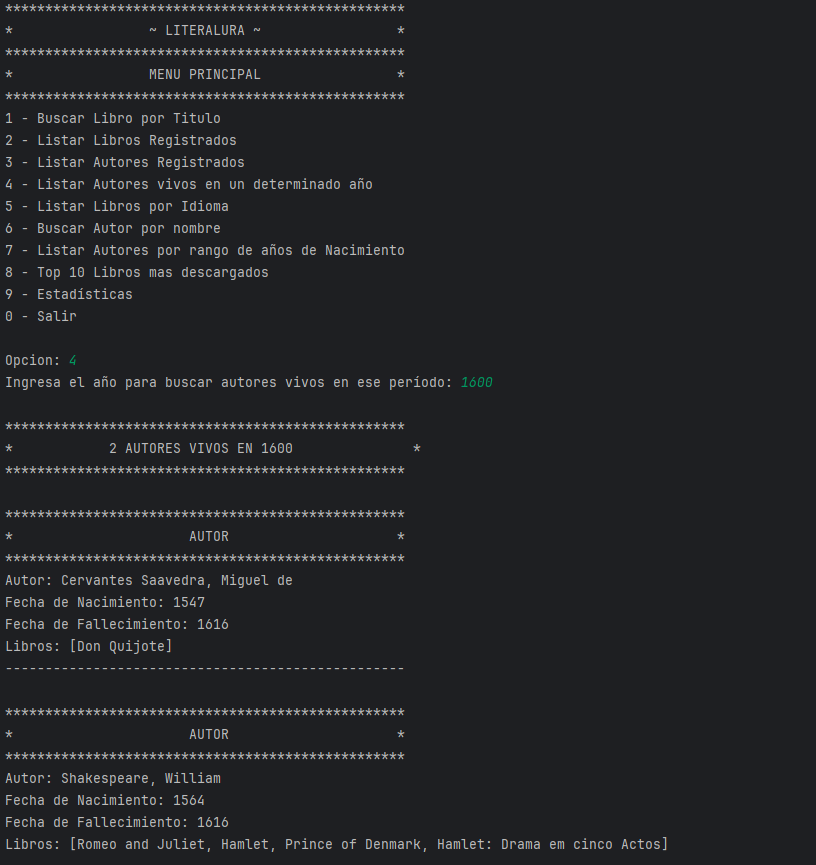 **************************************************
*                 ~ LITERALURA ~                 *
**************************************************
*                 MENU PRINCIPAL                 *
**************************************************
1 - Buscar Libro por Titulo
2 - Listar Libros Registrados
3 - Listar Autores Registrados
4 - Listar Autores vivos en un determinado año
5 - Listar Libros por Idioma
6 - Buscar Autor por nombre
7 - Listar Autores por rango de años de Nacimiento
8 - Top 10 Libros mas descargados
9 - Estadísticas
0 - Salir

Opcion: 4
Ingresa el año para buscar autores vivos en ese período: 1600

**************************************************
*            2 AUTORES VIVOS EN 1600               *
**************************************************

**************************************************
*                      AUTOR                     *
**************************************************
Autor: Cervantes Saavedra, Miguel de
Fecha de Nacimiento: 1547
Fecha de Fallecimiento: 1616
Libros: [Don Quijote]
--------------------------------------------------

**************************************************
*                      AUTOR                     *
**************************************************
Autor: Shakespeare, William
Fecha de Nacimiento: 1564
Fecha de Fallecimiento: 1616
Libros: [Romeo and Juliet, Hamlet, Prince of Denmark, Hamlet: Drama em cinco Actos]